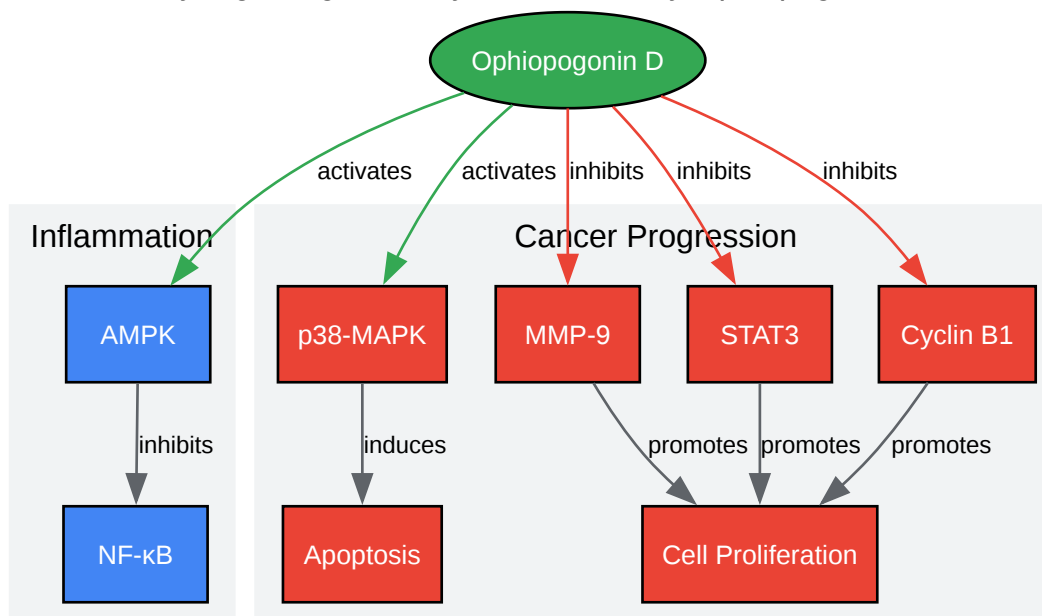 Ophiopogonin D
activates
activates
inhibits
inhibits
inhibits
Inflammation
Cancer Progression
AMPK
p38-MAPK
MMP-9
STAT3
Cyclin B1
inhibits
induces
promotes
promotes
promotes
NF-κB
Apoptosis
Cell Proliferation